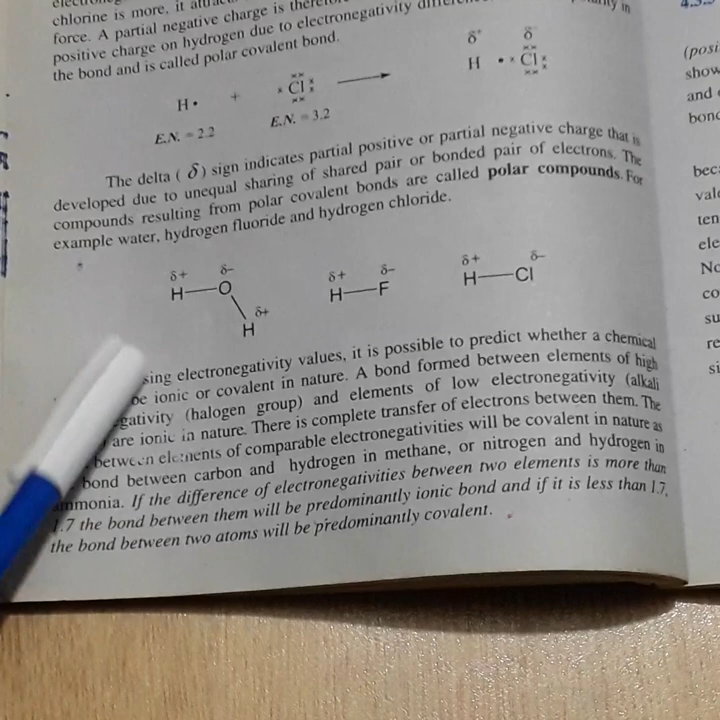 chlorine is more, it
force. A partial negative charge is
positive charge on hydrogen due to electronegativity
the bond and is called polar covalent bond.
δ+ δ-
H• + Cl ⟶ H •× Cl
E.N. = 2.2 E.N. = 3.2
The delta ( δ ) sign indicates partial positive or partial negative charge that is
developed due to unequal sharing of shared pair or bonded pair of electrons. The
compounds resulting from polar covalent bonds are called polar compounds. For
example water, hydrogen fluoride and hydrogen chloride.
δ+ δ− δ+ δ− δ+ δ−
H—O H—F H—Cl
δ+
H
sing electronegativity values, it is possible to predict whether a chemical
be ionic or covalent in nature. A bond formed between elements of high
gativity (halogen group) and elements of low electronegativity (alkali
are ionic in nature. There is complete transfer of electrons between them. The
between elements of comparable electronegativities will be covalent in nature as
bond between carbon and hydrogen in methane, or nitrogen and hydrogen in
ammonia. If the difference of electronegativities between two elements is more than
1.7 the bond between them will be predominantly ionic bond and if it is less than 1.7,
the bond between two atoms will be predominantly covalent.
(posi
show
and
bond
beca
val
ten
ele
No
co
su
re
si